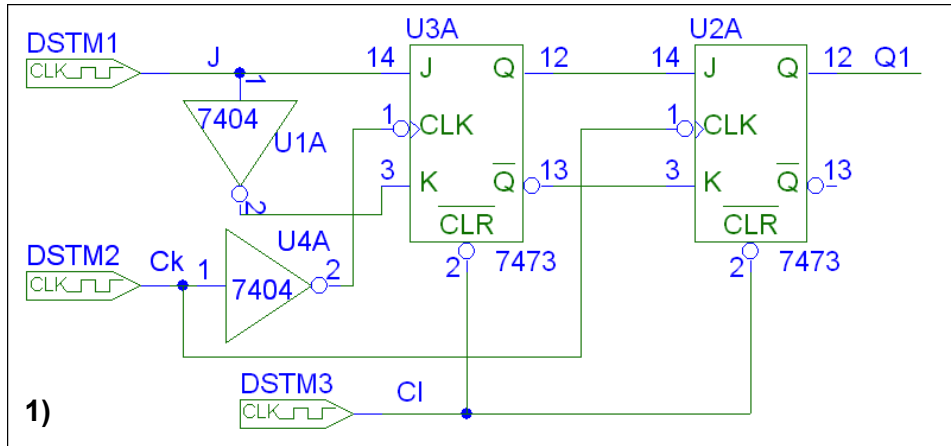 U3A U2A
DSTM1 J 14 J Q 12 14 J Q 12 Q1
CLK 1
7404 1 CLK 1 CLK
U1A
3 K Q 13 3 K Q 13
2 CLR CLR
U4A
DSTM2 Ck 1 2 2 7473 2 7473
CLK 7404
DSTM3 Cl
1) CLK